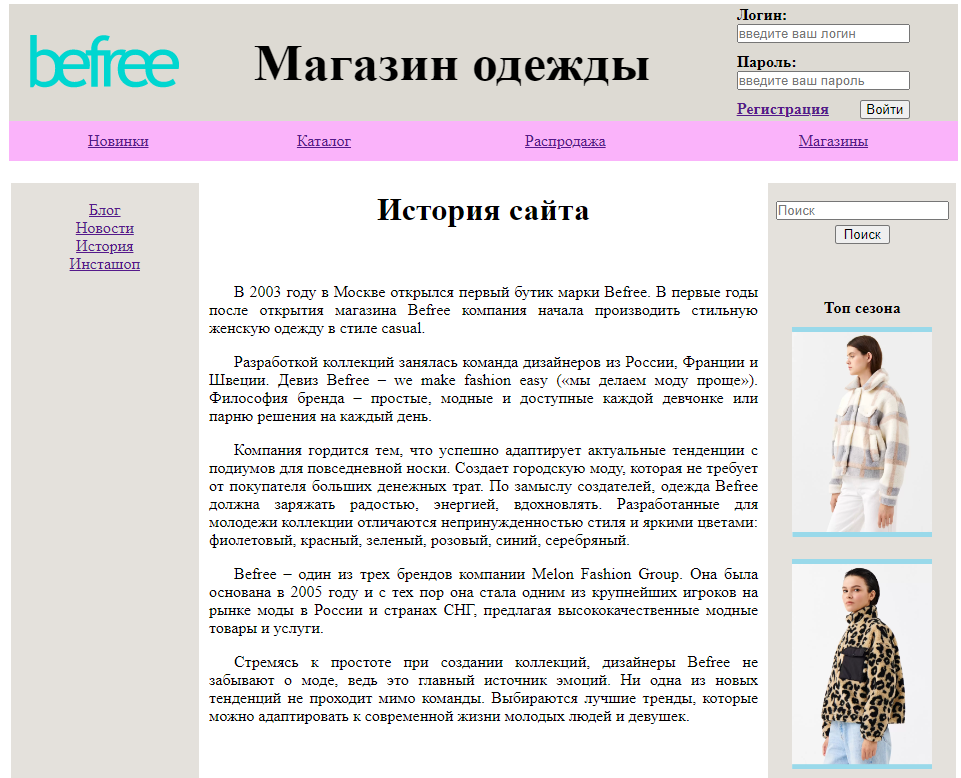 befree
Магазин одежды
Логин:
введите ваш логин
Пароль:
введите ваш пароль
Регистрация Войти
Новинки Каталог Распродажа Магазины
Блог
Новости
История
Инсташоп
История сайта
В 2003 году в Москве открылся первый бутик марки Befree. В первые годы
после открытия магазина Befree компания начала производить стильную
женскую одежду в стиле casual.
Разработкой коллекций занялась команда дизайнеров из России, Франции и
Швеции. Девиз Befree – we make fashion easy («мы делаем моду проще»).
Философия бренда – простые, модные и доступные каждой девчонке или
парню решения на каждый день.
Компания гордится тем, что успешно адаптирует актуальные тенденции с
подиумов для повседневной носки. Создает городскую моду, которая не требует
от покупателя больших денежных трат. По замыслу создателей, одежда Befree
должна заряжать радостью, энергией, вдохновлять. Разработанные для
молодежи коллекции отличаются непринужденностью стиля и яркими цветами:
фиолетовый, красный, зеленый, розовый, синий, серебряный.
Befree – один из трех брендов компании Melon Fashion Group. Она была
основана в 2005 году и с тех пор она стала одним из крупнейших игроков на
рынке моды в России и странах СНГ, предлагая высококачественные модные
товары и услуги.
Стремясь к простоте при создании коллекций, дизайнеры Befree не
забывают о моде, ведь это главный источник эмоций. Ни одна из новых
тенденций не проходит мимо команды. Выбираются лучшие тренды, которые
можно адаптировать к современной жизни молодых людей и девушек.
Поиск
Поиск
Топ сезона